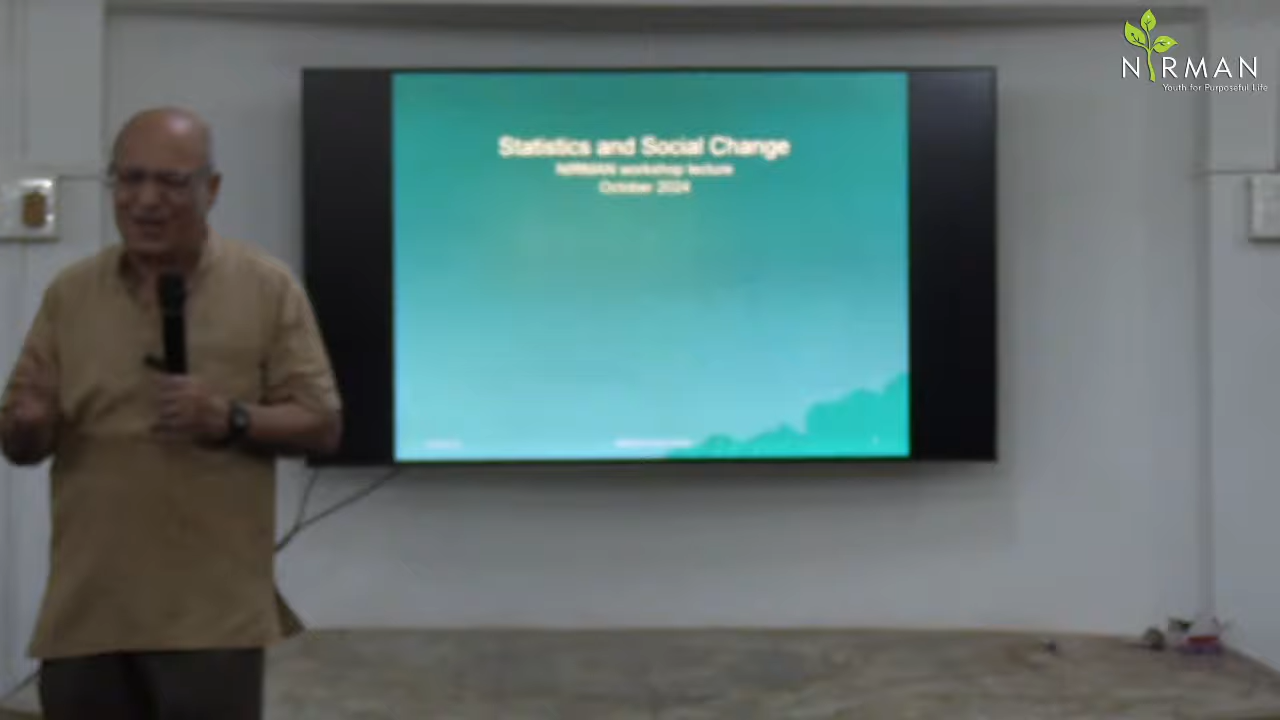 NIRMAN
Youth for Purposeful Life
Statistics and Social Change
NIRMAN workshop lecture
October 2024